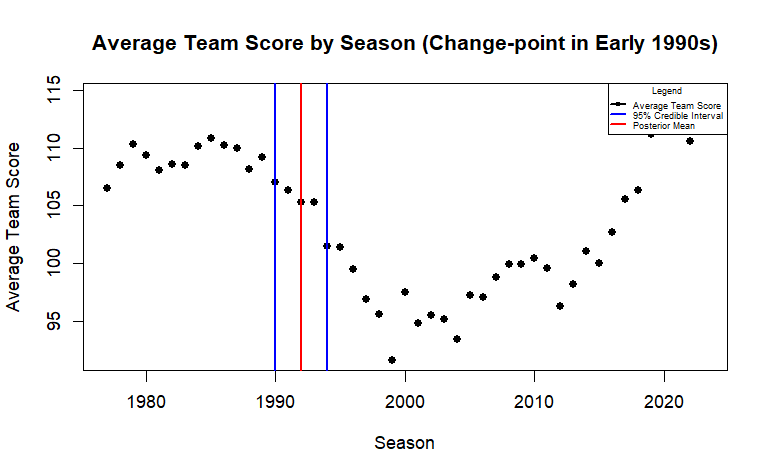 Average Team Score by Season (Change-point in Early 1990s)
Average Team Score
115
110
105
100
95
Legend
Average Team Score
95% Credible Interval
Posterior Mean
1980
1990
2000
2010
2020
Season